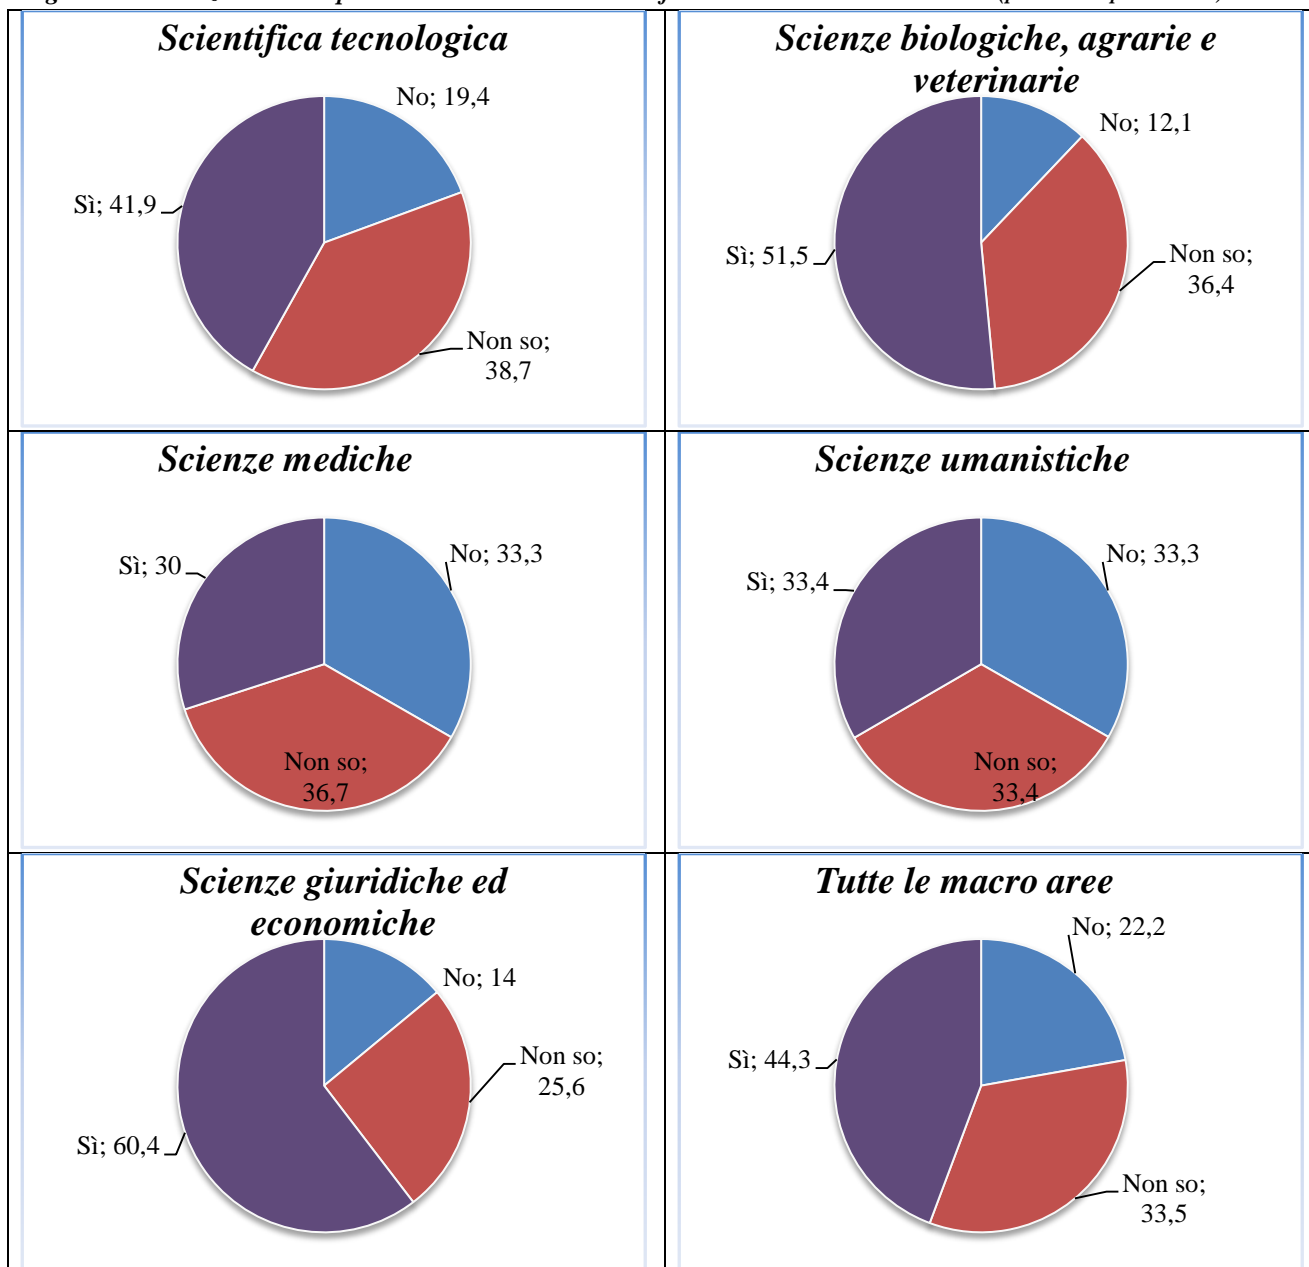 Scientifica tecnologica
No; 19,4
Sì; 41,9
Non so;
38,7
Scienze biologiche, agrarie e
veterinarie
No; 12,1
Sì; 51,5
Non so;
36,4
Scienze mediche
No; 33,3
Sì; 30
Non so;
36,7
Scienze umanistiche
No; 33,3
Sì; 33,4
Non so;
33,4
Scienze giuridiche ed
economiche
No; 14
Non so;
25,6
Sì; 60,4
Tutte le macro aree
No; 22,2
Sì; 44,3
Non so;
33,5